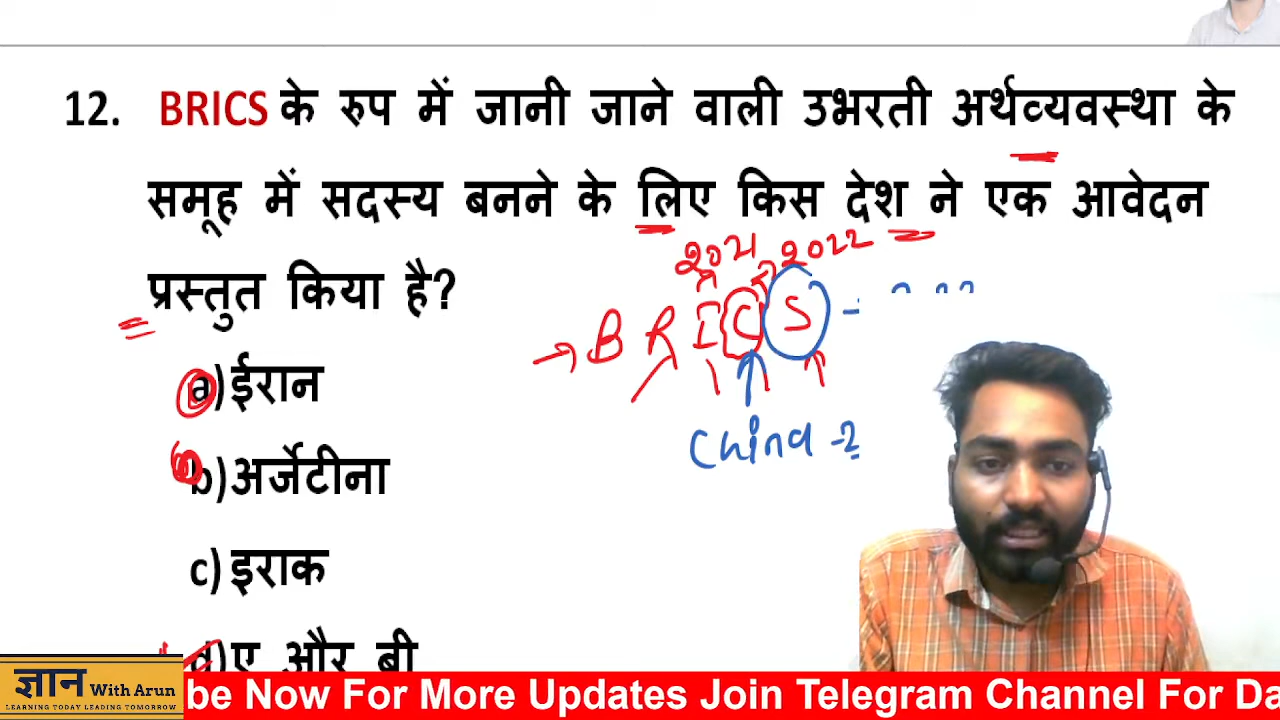 12. BRICS के रुप में जानी जाने वाली उभरती अर्थव्यवस्था के
समूह में सदस्य बनने के लिए किस देश ने एक आवेदन
प्रस्तुत किया है?
2021 2022
B R I C S -
China -2
a)ईरान
b)अर्जेटीना
c)इराक
d)ए और बी
ज्ञान With Arun
LEARNING TODAY LEADING TOMORROW
be Now For More Updates Join Telegram Channel For Da